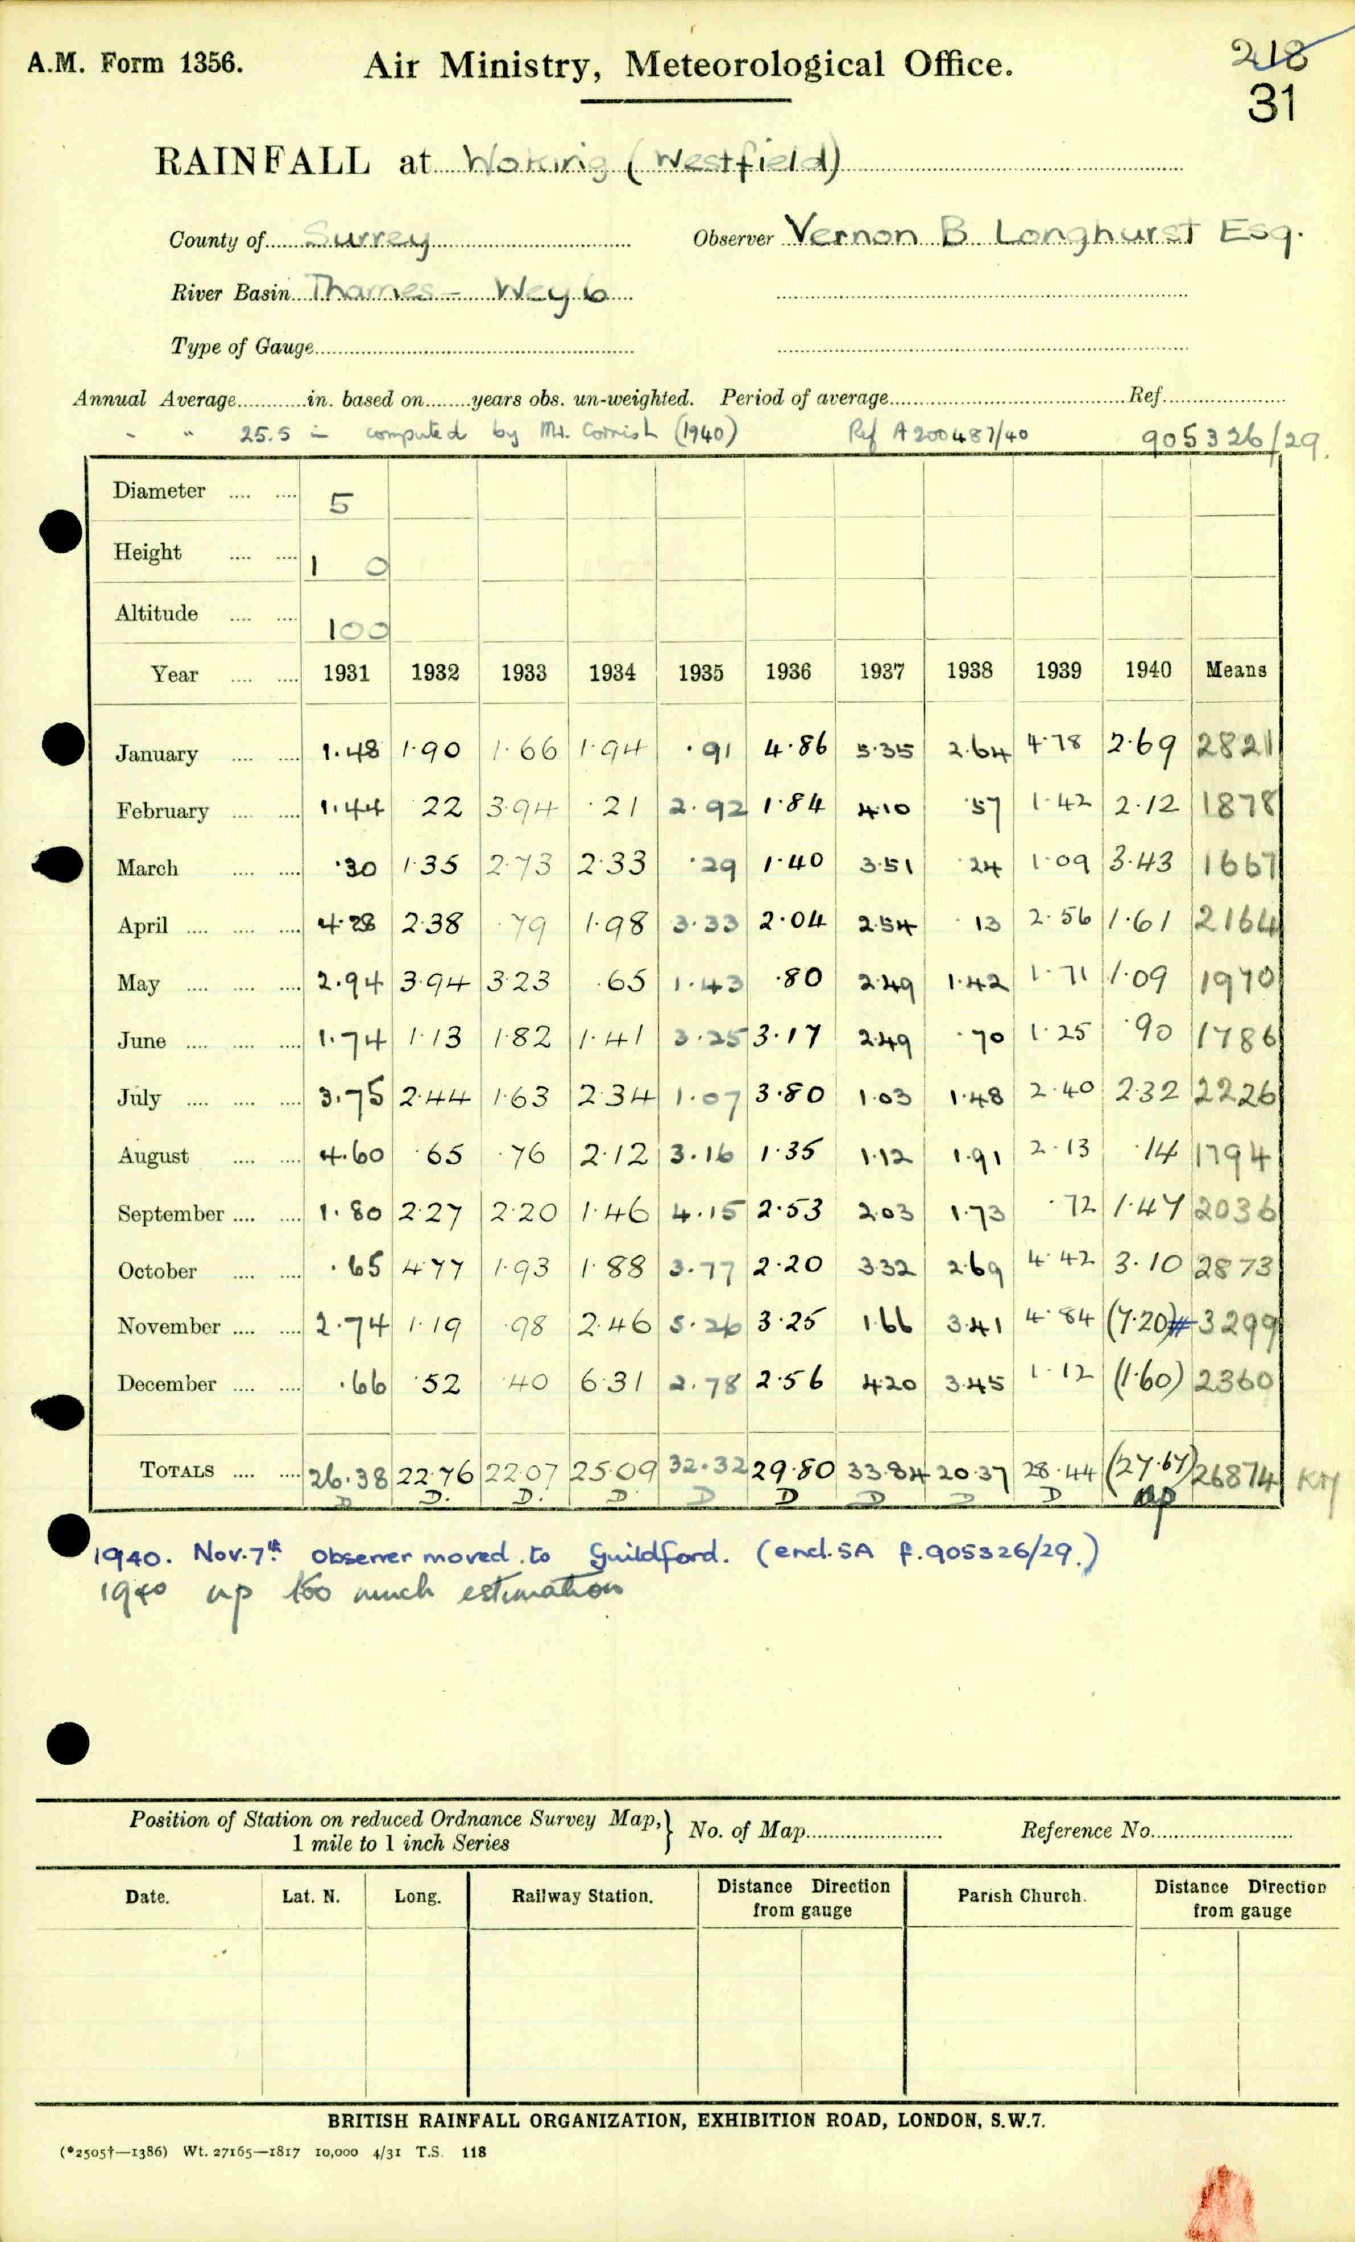 A.M. Form 1356.
Air Ministry, Meteorological Office.
218
31
RAINFALL at Woking (Westfield)
County of Surrey Observer Vernon B Longhurst Esq.
River Basin Thames - Wey 6
Type of Gauge
Annual Average in. based on years obs. un-weighted. Period of average Ref.
" " 25.5 in computed by Mr. Cornish (1940) Ref A200487/40 905326/29.
Diameter 5
Height 1 0
Altitude 100
Year 1931 1932 1933 1934 1935 1936 1937 1938 1939 1940 Means
January 1.48 1.90 1.66 1.94 .91 4.86 5.35 2.64 4.78 2.69 2821
February 1.44 .22 3.94 .21 2.92 1.84 4.10 .57 1.42 2.12 1878
March .30 1.35 2.73 2.33 .29 1.40 3.51 .24 1.09 3.43 1667
April 4.28 2.38 .79 1.98 3.33 2.04 2.54 .13 2.56 1.61 2164
May 2.94 3.94 3.23 .65 1.43 .80 2.49 1.42 1.71 1.09 1970
June 1.74 1.13 1.82 1.41 3.25 3.17 2.49 .70 1.25 .90 1786
July 3.75 2.44 1.63 2.34 1.07 3.80 1.03 1.48 2.40 2.32 2226
August 4.60 .65 .76 2.12 3.16 1.35 1.12 1.91 2.13 .14 1794
September 1.80 2.27 2.20 1.46 4.15 2.53 2.03 1.73 .72 1.47 2036
October .65 4.77 1.93 1.88 3.77 2.20 3.32 2.69 4.42 3.10 2873
November 2.74 1.19 .98 2.46 5.26 3.25 1.66 3.41 4.84 (7.20)# 3299
December .66 .52 .40 6.31 2.78 2.56 4.20 3.45 1.12 (1.60) 2360
TOTALS 26.38 22.76 22.07 25.09 32.32 29.80 33.84 20.37 28.44 (27.67) 26874
D D. D. D. D D D D D np
1940. Nov. 7th Observer moved to Guildford. (encl. 5A f. 905326/29.)
1940 np too much estimation
Position of Station on reduced Ordnance Survey Map, } No. of Map Reference No.
1 mile to 1 inch Series
Date. Lat. N. Long. Railway Station. Distance Direction from gauge Parish Church. Distance Direction from gauge
BRITISH RAINFALL ORGANIZATION, EXHIBITION ROAD, LONDON, S.W.7.
(*2505†—1386) Wt. 27165—1817 10,000 4/31 T.S. 118